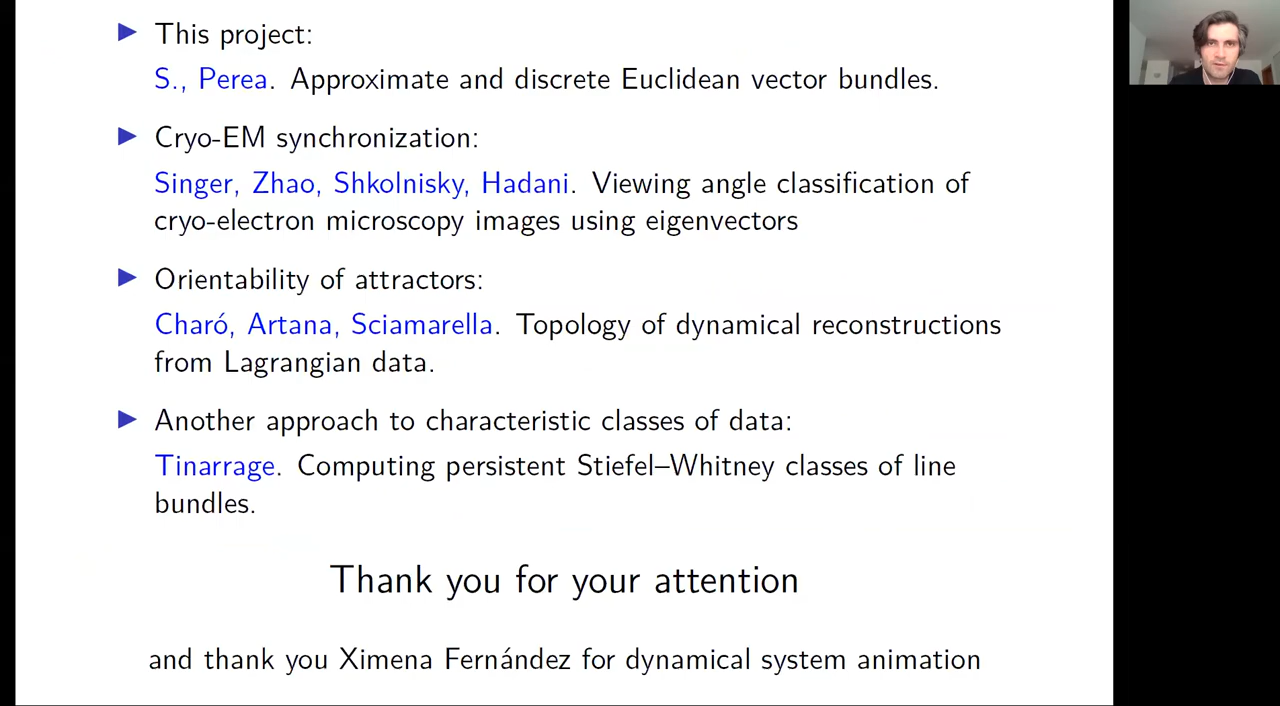 This project:
S., Perea. Approximate and discrete Euclidean vector bundles.
Cryo-EM synchronization:
Singer, Zhao, Shkolnisky, Hadani. Viewing angle classification of
cryo-electron microscopy images using eigenvectors
Orientability of attractors:
Charó, Artana, Sciamarella. Topology of dynamical reconstructions
from Lagrangian data.
Another approach to characteristic classes of data:
Tinarrage. Computing persistent Stiefel–Whitney classes of line
bundles.
Thank you for your attention
and thank you Ximena Fernández for dynamical system animation